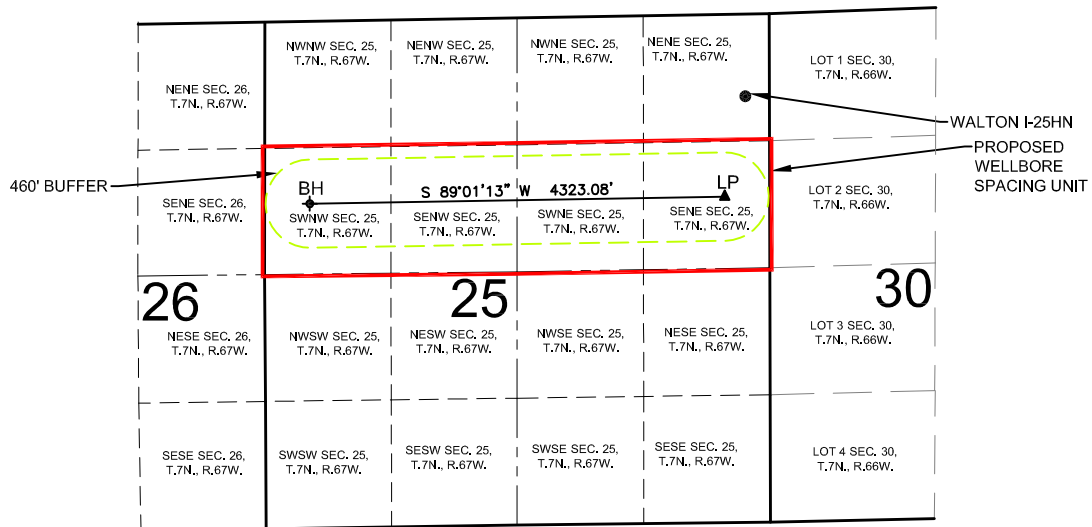 NWNW SEC. 25,
T.7N., R.67W.
NENW SEC. 25,
T.7N., R.67W.
NWNE SEC. 25,
T.7N., R.67W.
NENE SEC. 25,
T.7N., R.67W.
LOT 1 SEC. 30,
T.7N., R.66W.
NENE SEC. 26,
T.7N., R.67W.
WALTON I-25HN
PROPOSED
WELLBORE
SPACING UNIT
460' BUFFER
BH
S 89°01'13" W 4323.08'
LP
SENE SEC. 26,
T.7N., R.67W.
SWNW SEC. 25,
T.7N., R.67W.
SENW SEC. 25,
T.7N., R.67W.
SWNE SEC. 25,
T.7N., R.67W.
SENE SEC. 25,
T.7N., R.67W.
LOT 2 SEC. 30,
T.7N., R.66W.
26
25
30
NESE SEC. 26,
T.7N., R.67W.
NWSW SEC. 25,
T.7N., R.67W.
NESW SEC. 25,
T.7N., R.67W.
NWSE SEC. 25,
T.7N., R.67W.
NESE SEC. 25,
T.7N., R.67W.
LOT 3 SEC. 30,
T.7N., R.66W.
SESE SEC. 26,
T.7N., R.67W.
SWSW SEC. 25,
T.7N., R.67W.
SESW SEC. 25,
T.7N., R.67W.
SWSE SEC. 25,
T.7N., R.67W.
SESE SEC. 25,
T.7N., R.67W.
LOT 4 SEC. 30,
T.7N., R.66W.